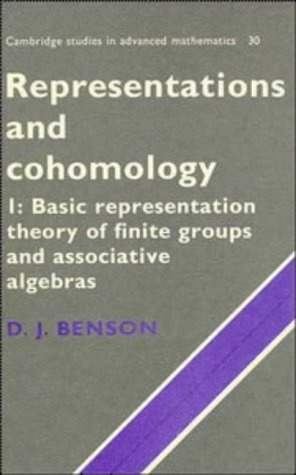 Cambridge studies in advanced mathematics 30
Representations
and
cohomology
1: Basic representation
theory of finite groups
and associative
algebras
D. J. BENSON